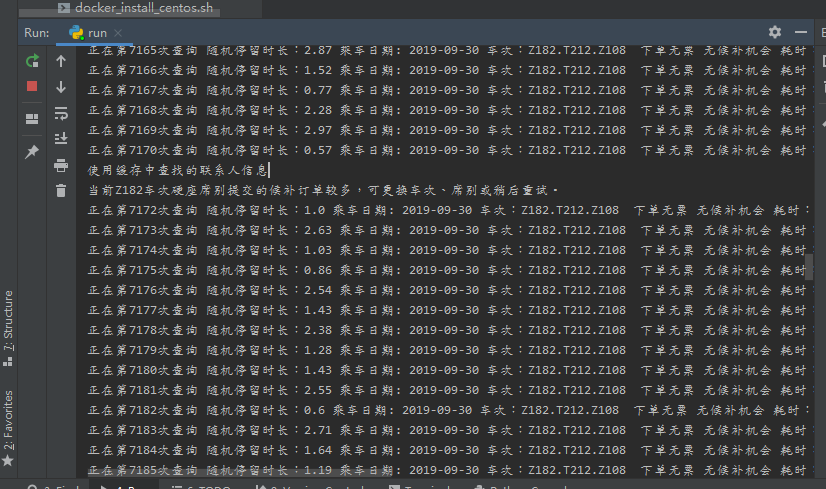 docker_install_centos.sh
Run: run
正在第7165次查询 随机停留时长：2.87 乘车日期: 2019-09-30 车次：Z182.T212.Z108 下单无票 无候补机会 耗时
正在第7166次查询 随机停留时长：1.52 乘车日期: 2019-09-30 车次：Z182.T212.Z108 下单无票 无候补机会 耗时
正在第7167次查询 随机停留时长：0.77 乘车日期: 2019-09-30 车次：Z182.T212.Z108 下单无票 无候补机会 耗时
正在第7168次查询 随机停留时长：2.28 乘车日期: 2019-09-30 车次：Z182.T212.Z108 下单无票 无候补机会 耗时
正在第7169次查询 随机停留时长：2.97 乘车日期: 2019-09-30 车次：Z182.T212.Z108 下单无票 无候补机会 耗时
正在第7170次查询 随机停留时长：0.57 乘车日期: 2019-09-30 车次：Z182.T212.Z108 下单无票 无候补机会 耗时
使用缓存中查找的联系人信息
当前Z182车次硬座席别提交的候补订单较多，可更换车次、席别或稍后重试。
正在第7172次查询 随机停留时长：1.0 乘车日期: 2019-09-30 车次：Z182.T212.Z108 下单无票 无候补机会 耗时：
正在第7173次查询 随机停留时长：2.63 乘车日期: 2019-09-30 车次：Z182.T212.Z108 下单无票 无候补机会 耗时
正在第7174次查询 随机停留时长：1.03 乘车日期: 2019-09-30 车次：Z182.T212.Z108 下单无票 无候补机会 耗时
正在第7175次查询 随机停留时长：0.86 乘车日期: 2019-09-30 车次：Z182.T212.Z108 下单无票 无候补机会 耗时
正在第7176次查询 随机停留时长：2.54 乘车日期: 2019-09-30 车次：Z182.T212.Z108 下单无票 无候补机会 耗时
正在第7177次查询 随机停留时长：1.43 乘车日期: 2019-09-30 车次：Z182.T212.Z108 下单无票 无候补机会 耗时
正在第7178次查询 随机停留时长：2.38 乘车日期: 2019-09-30 车次：Z182.T212.Z108 下单无票 无候补机会 耗时
正在第7179次查询 随机停留时长：1.28 乘车日期: 2019-09-30 车次：Z182.T212.Z108 下单无票 无候补机会 耗时
正在第7180次查询 随机停留时长：1.43 乘车日期: 2019-09-30 车次：Z182.T212.Z108 下单无票 无候补机会 耗时
正在第7181次查询 随机停留时长：2.55 乘车日期: 2019-09-30 车次：Z182.T212.Z108 下单无票 无候补机会 耗时
正在第7182次查询 随机停留时长：0.6 乘车日期: 2019-09-30 车次：Z182.T212.Z108 下单无票 无候补机会 耗时：
正在第7183次查询 随机停留时长：2.71 乘车日期: 2019-09-30 车次：Z182.T212.Z108 下单无票 无候补机会 耗时
正在第7184次查询 随机停留时长：1.64 乘车日期: 2019-09-30 车次：Z182.T212.Z108 下单无票 无候补机会 耗时
正在第7185次查询 随机停留时长：1.19 乘车日期: 2019-09-30 车次：Z182.T212.Z108 下单无票 无候补机会 耗时
7: Structure
2: Favorites